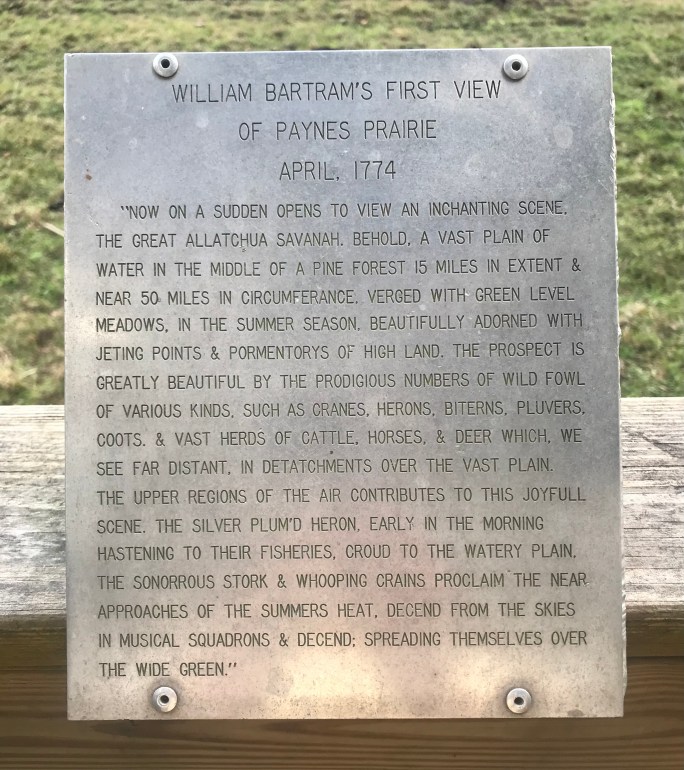 WILLIAM BARTRAM'S FIRST VIEW
OF PAYNES PRAIRIE
APRIL, 1774
"NOW ON A SUDDEN OPENS TO VIEW AN INCHANTING SCENE,
THE GREAT ALLATCHUA SAVANAH. BEHOLD, A VAST PLAIN OF
WATER IN THE MIDDLE OF A PINE FOREST 15 MILES IN EXTENT &
NEAR 50 MILES IN CIRCUMFERANCE, VERGED WITH GREEN LEVEL
MEADOWS, IN THE SUMMER SEASON, BEAUTIFULLY ADORNED WITH
JETING POINTS & PORMENTORYS OF HIGH LAND. THE PROSPECT IS
GREATLY BEAUTIFUL BY THE PRODIGIOUS NUMBERS OF WILD FOWL
OF VARIOUS KINDS, SUCH AS CRANES, HERONS, BITERNS, PLUVERS,
COOTS. & VAST HERDS OF CATTLE, HORSES, & DEER WHICH, WE
SEE FAR DISTANT, IN DETATCHMENTS OVER THE VAST PLAIN.
THE UPPER REGIONS OF THE AIR CONTRIBUTES TO THIS JOYFULL
SCENE. THE SILVER PLUM'D HERON, EARLY IN THE MORNING
HASTENING TO THEIR FISHERIES, CROUD TO THE WATERY PLAIN.
THE SONORROUS STORK & WHOOPING CRAINS PROCLAIM THE NEAR
APPROACHES OF THE SUMMERS HEAT, DECEND FROM THE SKIES
IN MUSICAL SQUADRONS & DECEND; SPREADING THEMSELVES OVER
THE WIDE GREEN."